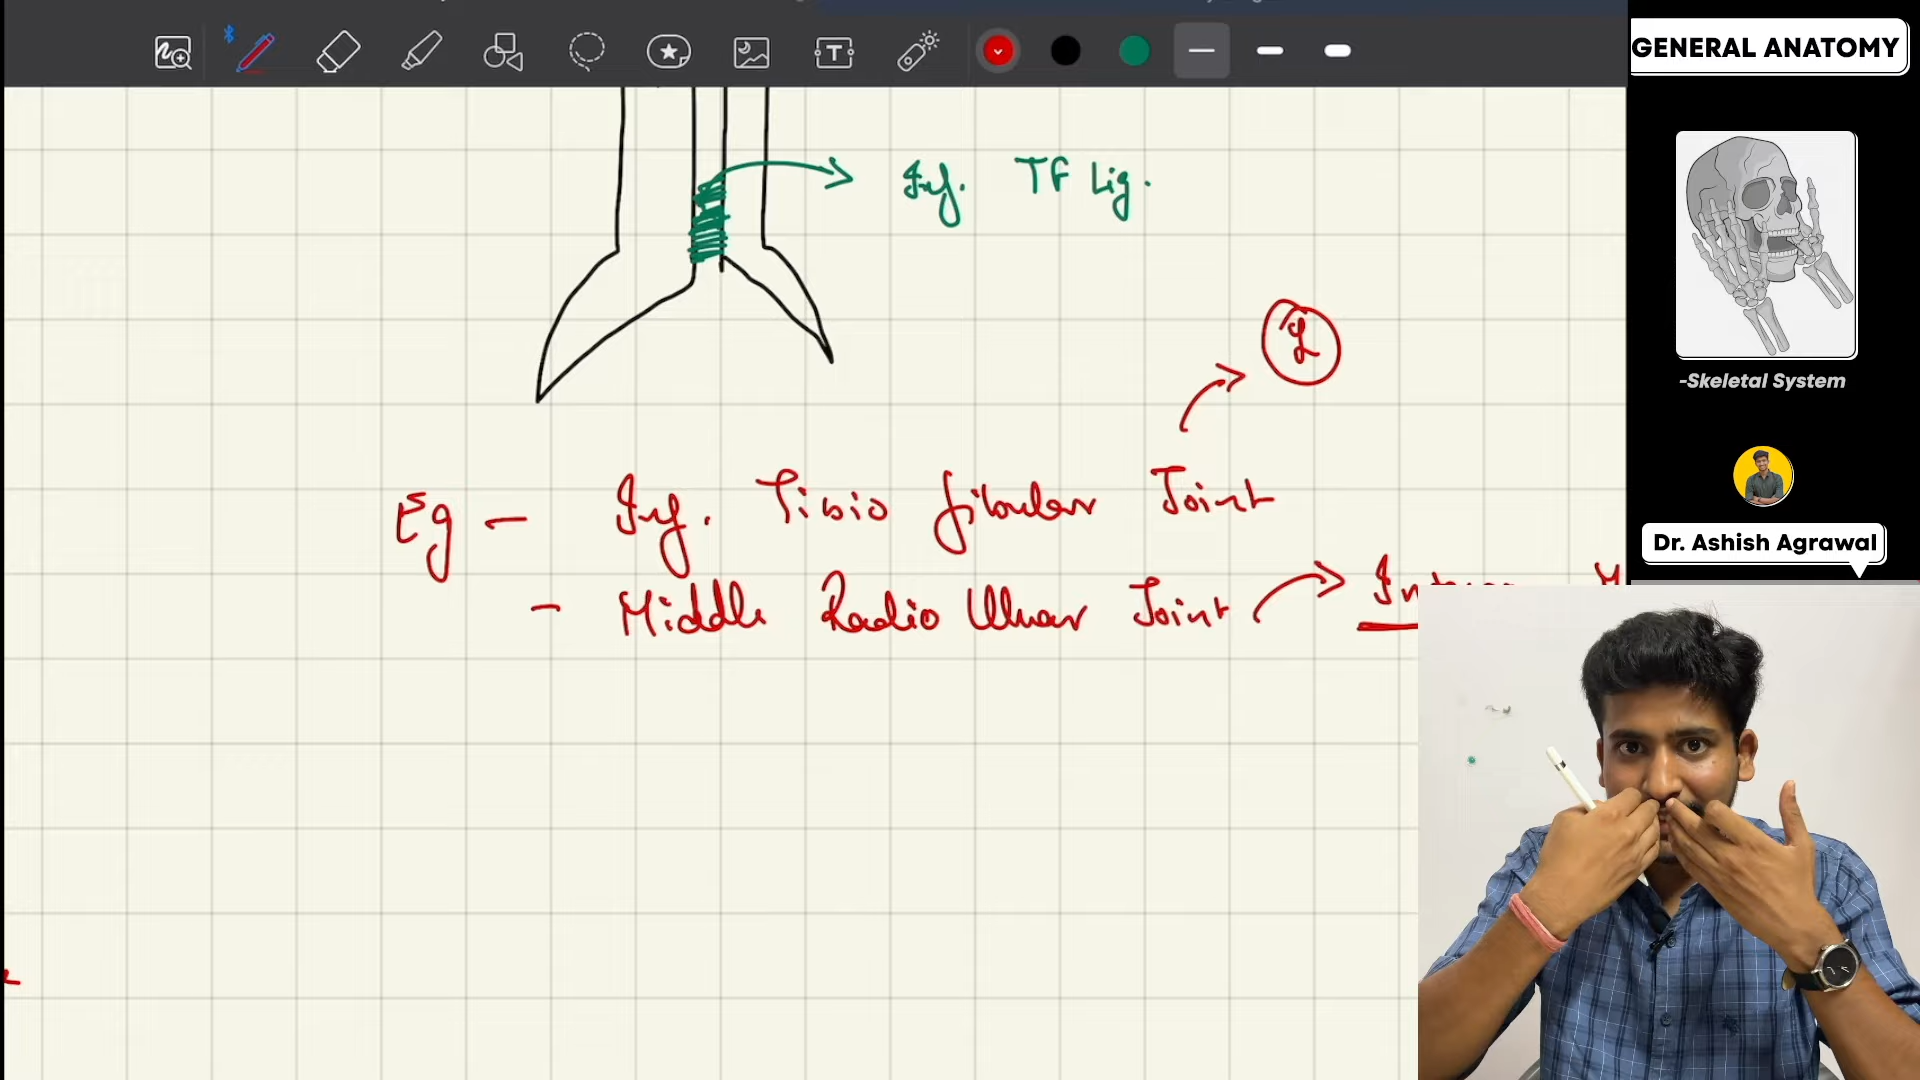 GENERAL ANATOMY
Inf. TF Lig.
-Skeletal System
Eg - Inf. Tibio fibular Joint
- Middle Radio Ulnar Joint
Dr. Ashish Agrawal